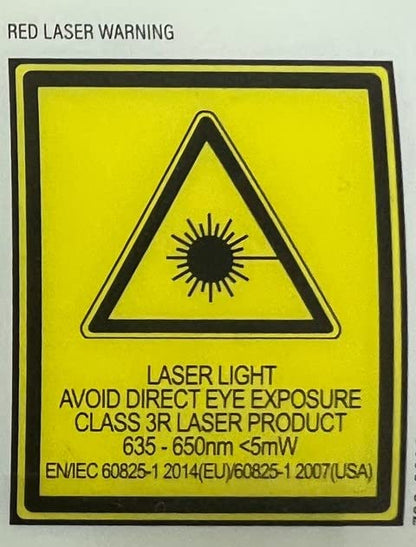 RED LASER WARNING
LASER LIGHT
AVOID DIRECT EYE EXPOSURE
CLASS 3R LASER PRODUCT
635 - 650nm <5mW
EN/IEC 60825-1 2014(EU)/60825-1 2007(USA)